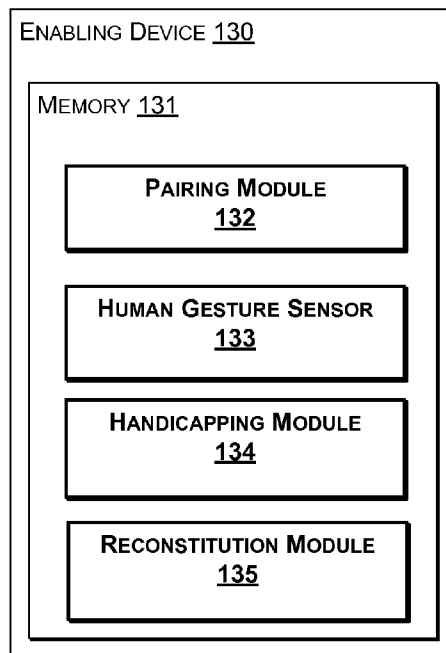 ENABLING DEVICE 130
MEMORY 131
PAIRING MODULE
132
HUMAN GESTURE SENSOR
133
HANDICAPPING MODULE
134
RECONSTITUTION MODULE
135